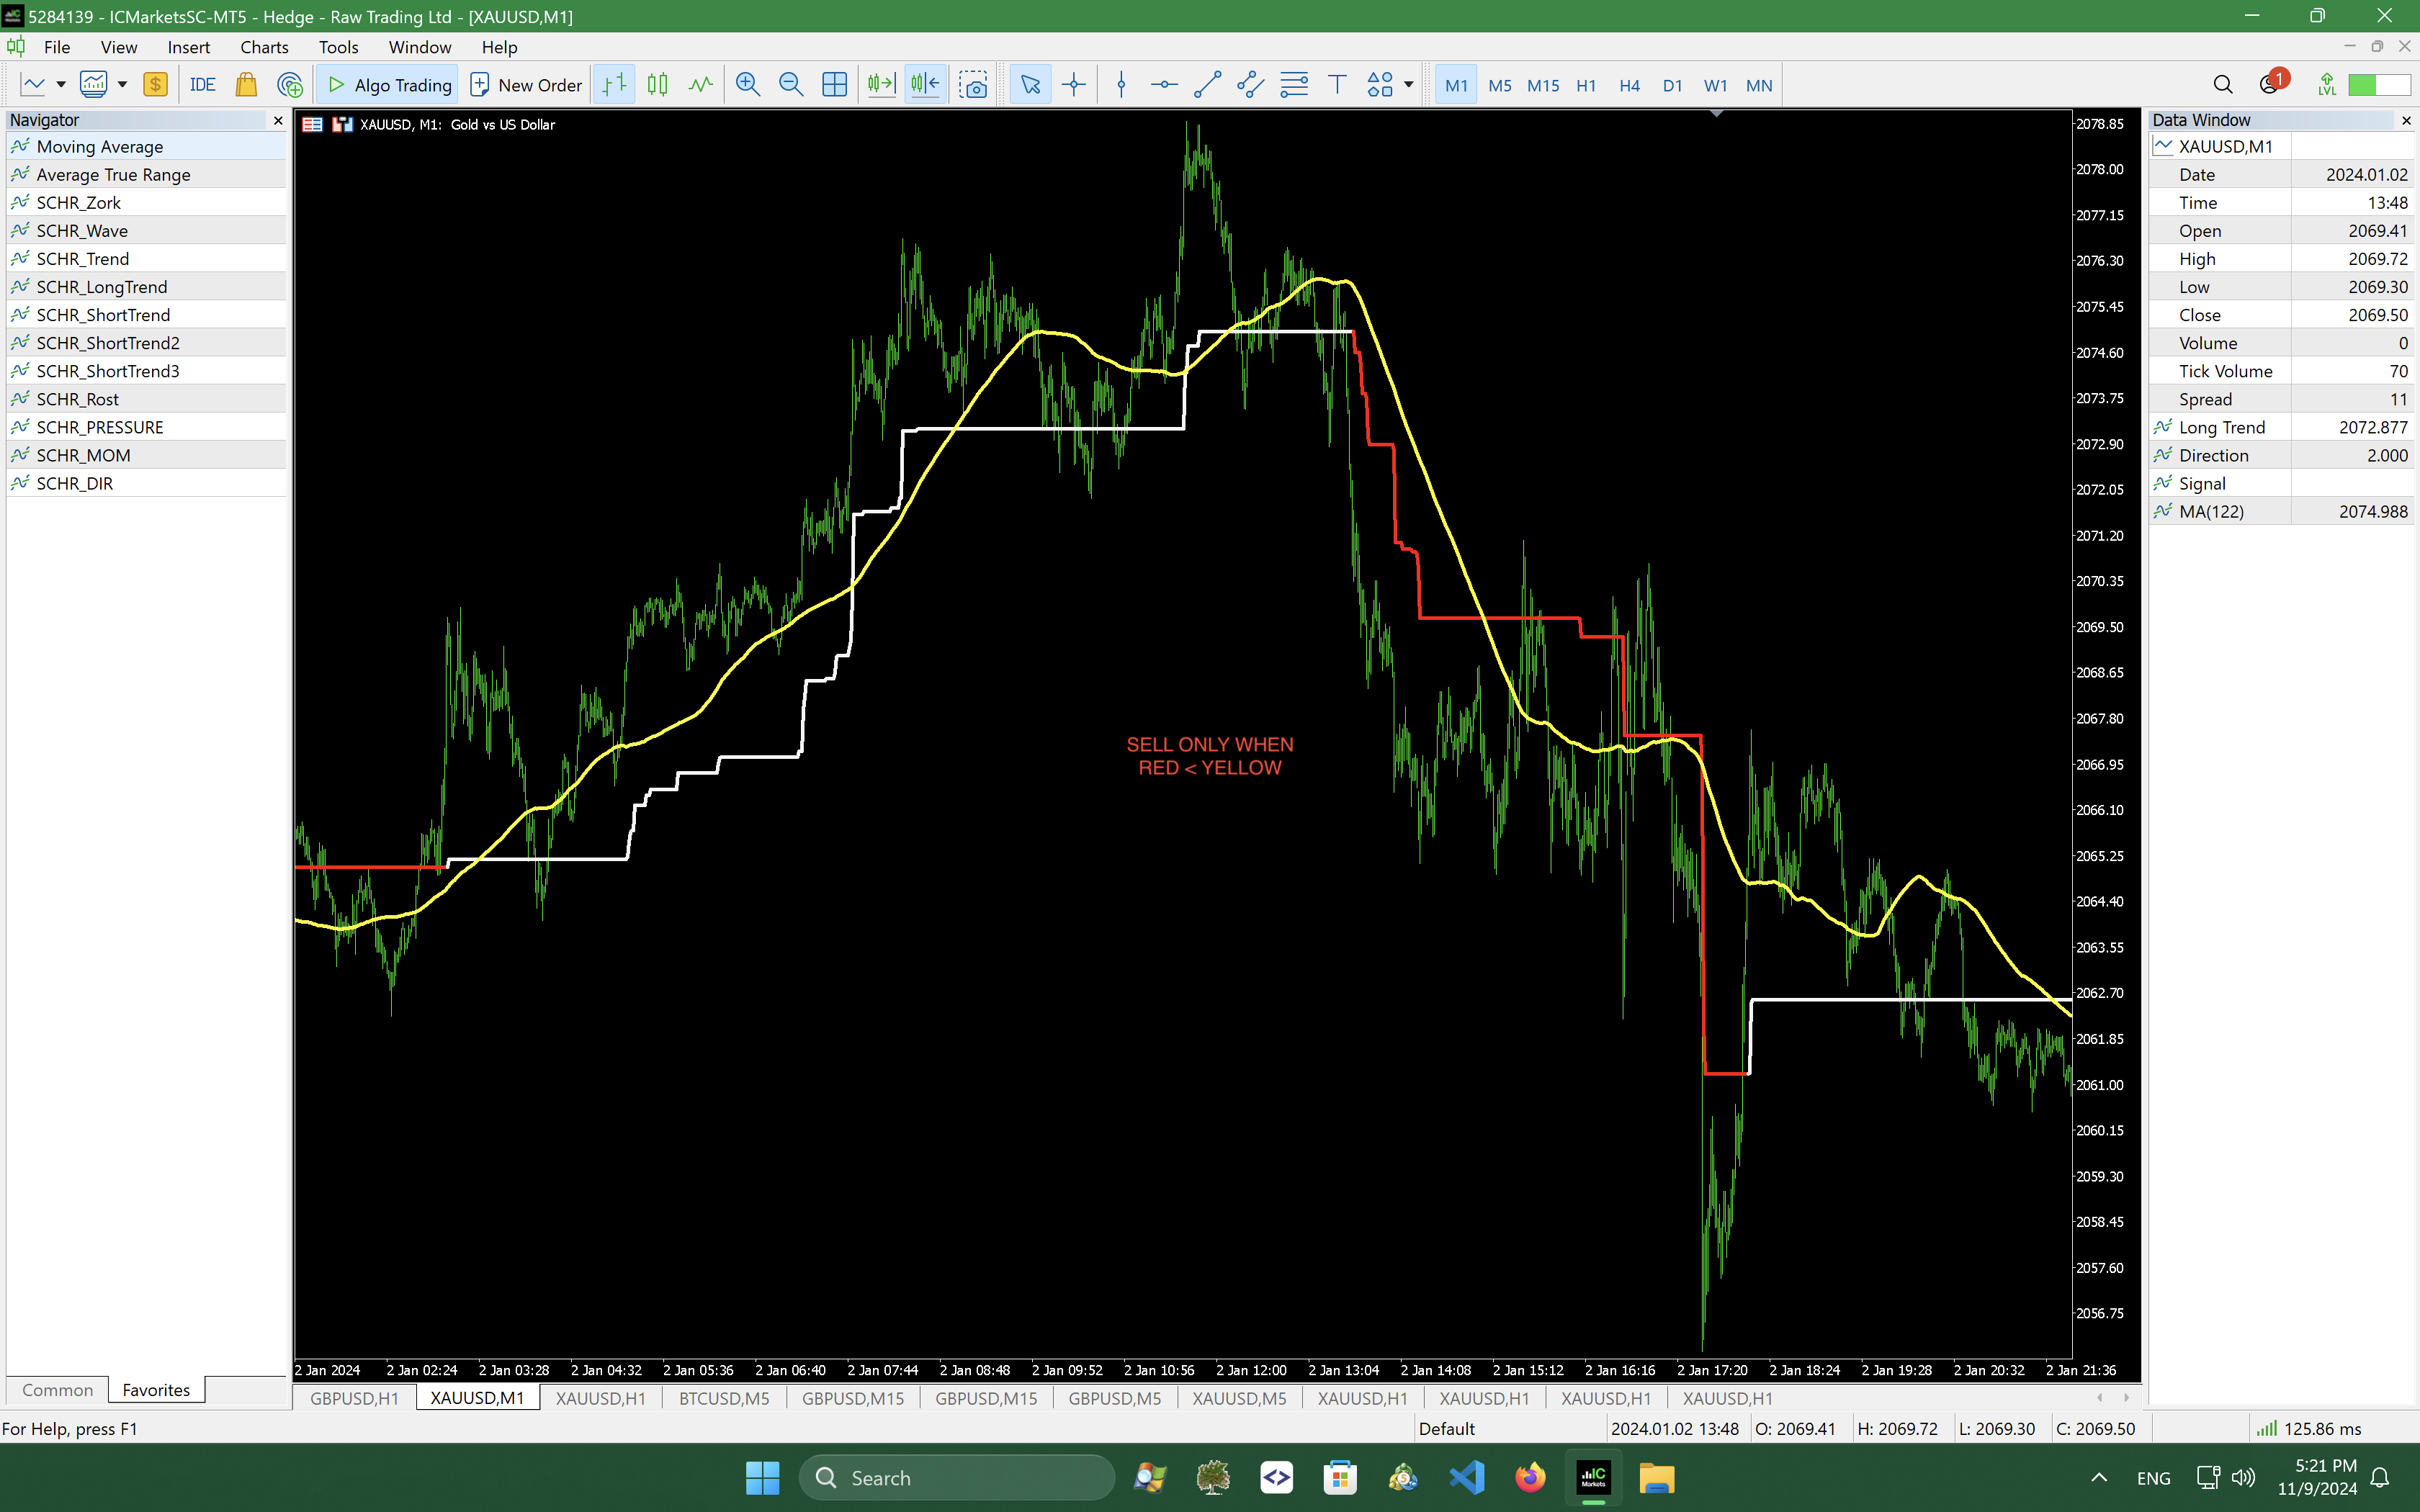 5284139 - ICMarketsSC-MT5 - Hedge - Raw Trading Ltd - [XAUUSD,M1]
File View Insert Charts Tools Window Help
IDE Algo Trading New Order M1 M5 M15 H1 H4 D1 W1 MN 1 LVL
Navigator
Moving Average
Average True Range
SCHR_Zork
SCHR_Wave
SCHR_Trend
SCHR_LongTrend
SCHR_ShortTrend
SCHR_ShortTrend2
SCHR_ShortTrend3
SCHR_Rost
SCHR_PRESSURE
SCHR_MOM
SCHR_DIR
Common Favorites
XAUUSD, M1: Gold vs US Dollar
SELL ONLY WHEN
RED < YELLOW
2078.85
2078.00
2077.15
2076.30
2075.45
2074.60
2073.75
2072.90
2072.05
2071.20
2070.35
2069.50
2068.65
2067.80
2066.95
2066.10
2065.25
2064.40
2063.55
2062.70
2061.85
2061.00
2060.15
2059.30
2058.45
2057.60
2056.75
2 Jan 2024 2 Jan 02:24 2 Jan 03:28 2 Jan 04:32 2 Jan 05:36 2 Jan 06:40 2 Jan 07:44 2 Jan 08:48 2 Jan 09:52 2 Jan 10:56 2 Jan 12:00 2 Jan 13:04 2 Jan 14:08 2 Jan 15:12 2 Jan 16:16 2 Jan 17:20 2 Jan 18:24 2 Jan 19:28 2 Jan 20:32 2 Jan 21:36
GBPUSD,H1 XAUUSD,M1 XAUUSD,H1 BTCUSD,M5 GBPUSD,M15 GBPUSD,M15 GBPUSD,M5 XAUUSD,M5 XAUUSD,H1 XAUUSD,H1 XAUUSD,H1 XAUUSD,H1
Data Window
XAUUSD,M1
Date 2024.01.02
Time 13:48
Open 2069.41
High 2069.72
Low 2069.30
Close 2069.50
Volume 0
Tick Volume 70
Spread 11
Long Trend 2072.877
Direction 2.000
Signal
MA(122) 2074.988
For Help, press F1 Default 2024.01.02 13:48 O: 2069.41 H: 2069.72 L: 2069.30 C: 2069.50 125.86 ms
Search IC Markets ENG 5:21 PM
11/9/2024